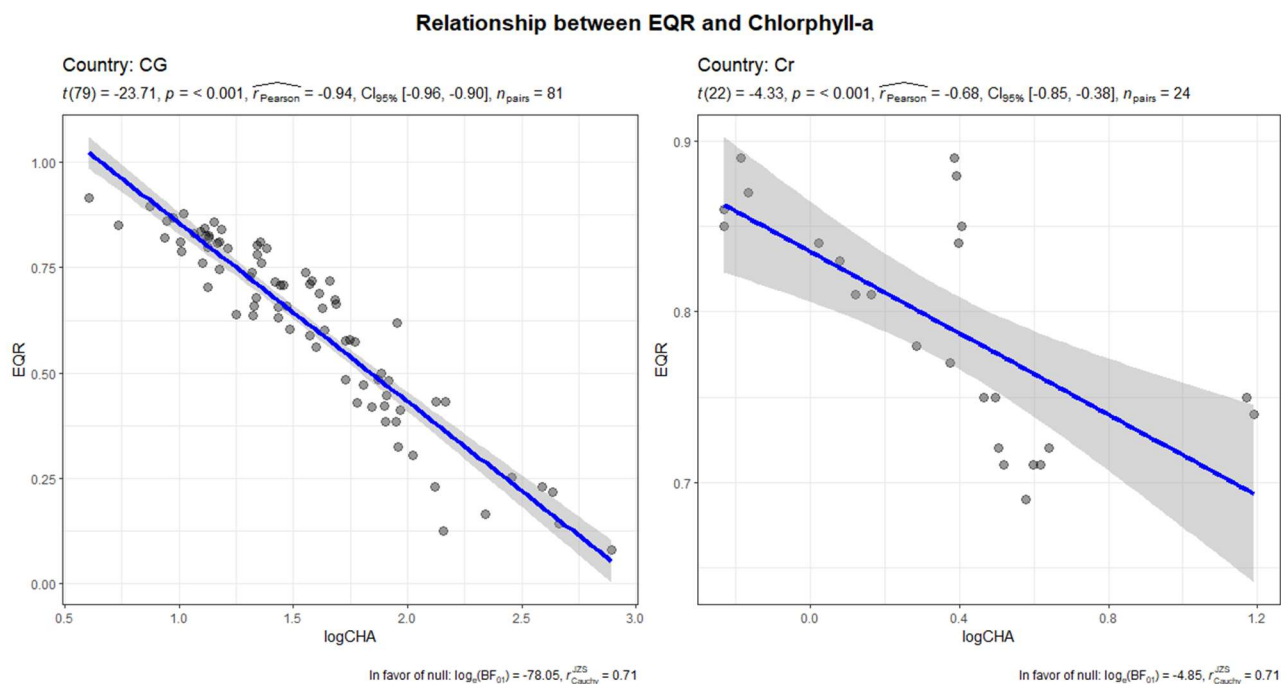 Relationship between EQR and Chlorphyll-a
Country: CG
t(79) = -23.71, p = < 0.001, r̂Pearson = -0.94, CI95% [-0.96, -0.90], npairs = 81
EQR
1.00
0.75
0.50
0.25
0.00
0.5 1.0 1.5 2.0 2.5 3.0
logCHA
In favor of null: loge(BF01) = -78.05, rJZSCauchy = 0.71
Country: Cr
t(22) = -4.33, p = < 0.001, r̂Pearson = -0.68, CI95% [-0.85, -0.38], npairs = 24
EQR
0.9
0.8
0.7
0.0 0.4 0.8 1.2
logCHA
In favor of null: loge(BF01) = -4.85, rJZSCauchy = 0.71